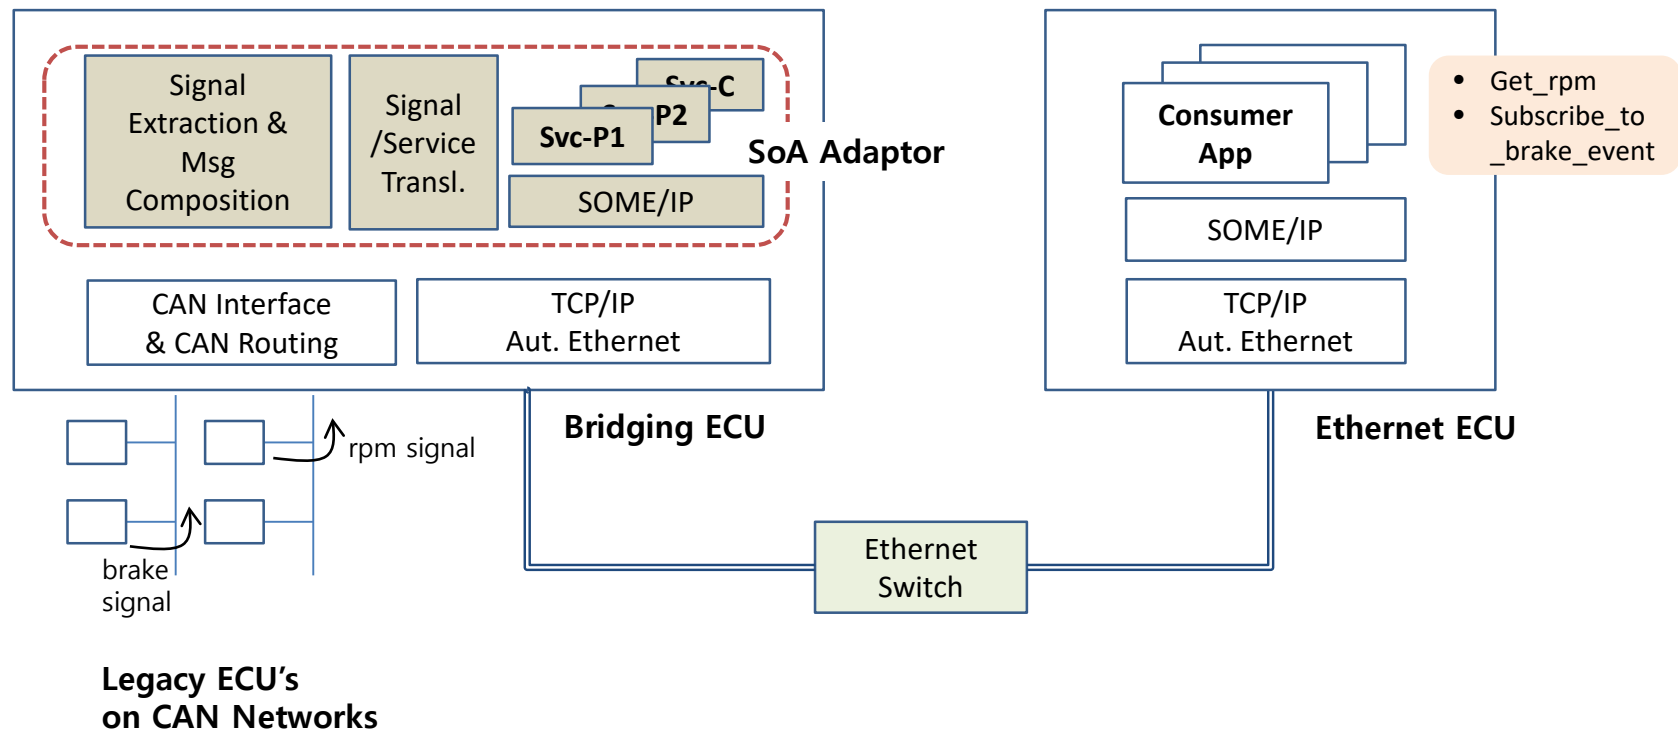 Signal
Extraction &
Msg
Composition
Signal
/Service
Transl.
Svc-C
P2
Svc-P1
SOME/IP
SoA Adaptor
CAN Interface
& CAN Routing
TCP/IP
Aut. Ethernet
Bridging ECU
rpm signal
brake
signal
Legacy ECU's
on CAN Networks
Ethernet
Switch
Consumer
App
SOME/IP
TCP/IP
Aut. Ethernet
Ethernet ECU
• Get_rpm
• Subscribe_to
_brake_event